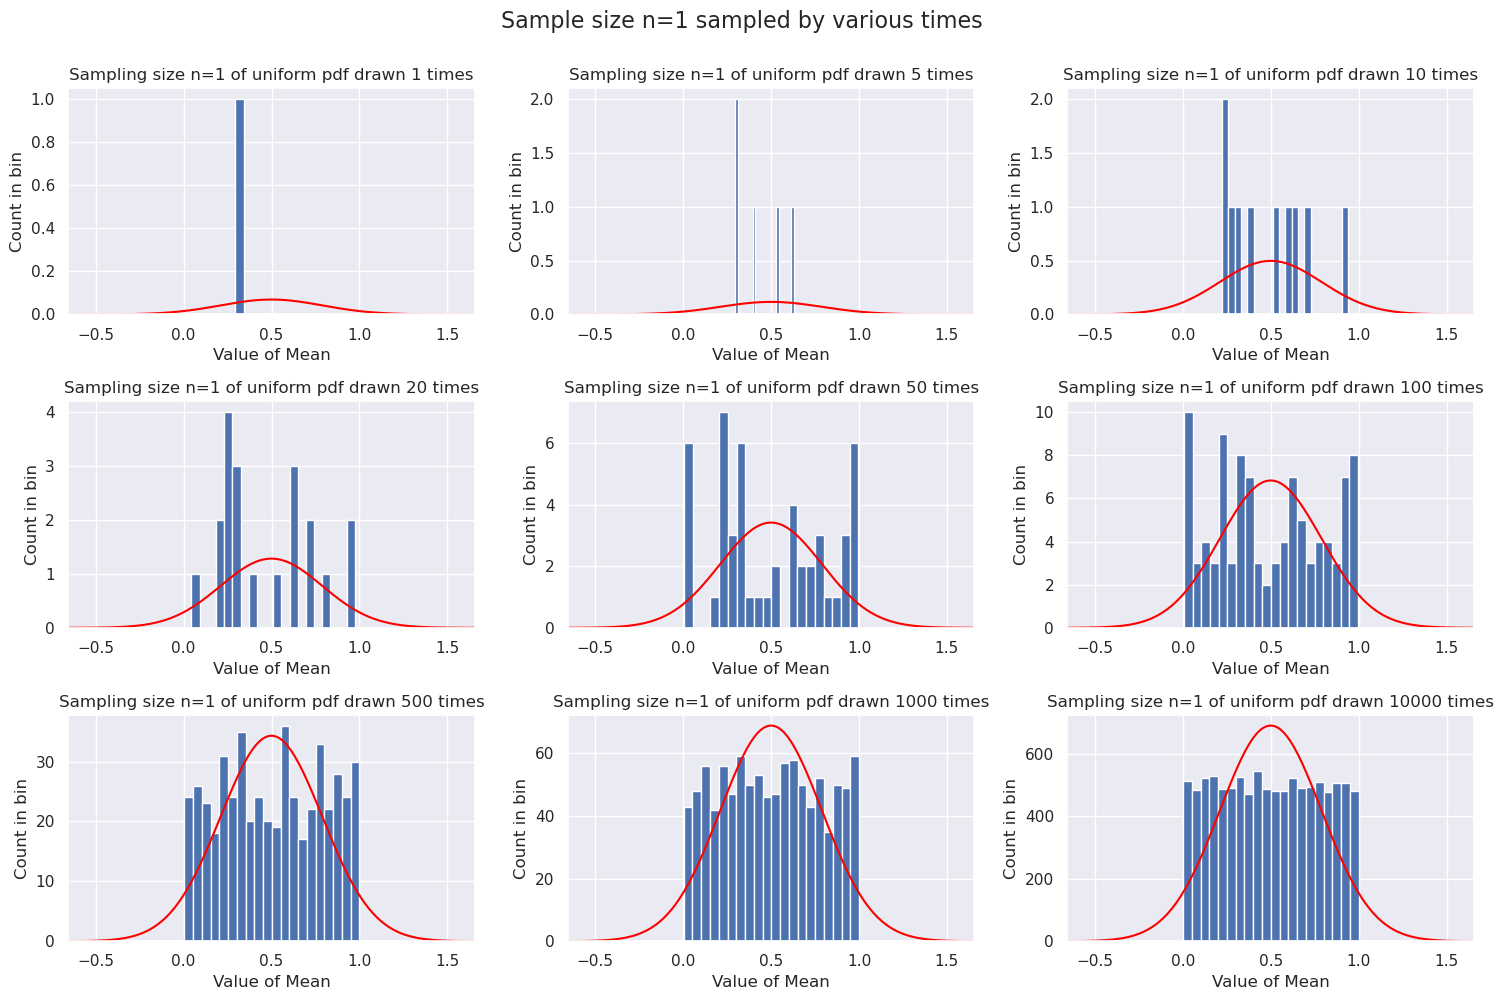 Sample size n=1 sampled by various times
Sampling size n=1 of uniform pdf drawn 1 times
1.0
0.8
0.6
0.4
0.2
0.0
Count in bin
−0.5 0.0 0.5 1.0 1.5
Value of Mean
Sampling size n=1 of uniform pdf drawn 5 times
2.0
1.5
1.0
0.5
0.0
Count in bin
−0.5 0.0 0.5 1.0 1.5
Value of Mean
Sampling size n=1 of uniform pdf drawn 10 times
2.0
1.5
1.0
0.5
0.0
Count in bin
−0.5 0.0 0.5 1.0 1.5
Value of Mean
Sampling size n=1 of uniform pdf drawn 20 times
4
3
2
1
0
Count in bin
−0.5 0.0 0.5 1.0 1.5
Value of Mean
Sampling size n=1 of uniform pdf drawn 50 times
6
4
2
0
Count in bin
−0.5 0.0 0.5 1.0 1.5
Value of Mean
Sampling size n=1 of uniform pdf drawn 100 times
10
8
6
4
2
0
Count in bin
−0.5 0.0 0.5 1.0 1.5
Value of Mean
Sampling size n=1 of uniform pdf drawn 500 times
30
20
10
0
Count in bin
−0.5 0.0 0.5 1.0 1.5
Value of Mean
Sampling size n=1 of uniform pdf drawn 1000 times
60
40
20
0
Count in bin
−0.5 0.0 0.5 1.0 1.5
Value of Mean
Sampling size n=1 of uniform pdf drawn 10000 times
600
400
200
0
Count in bin
−0.5 0.0 0.5 1.0 1.5
Value of Mean